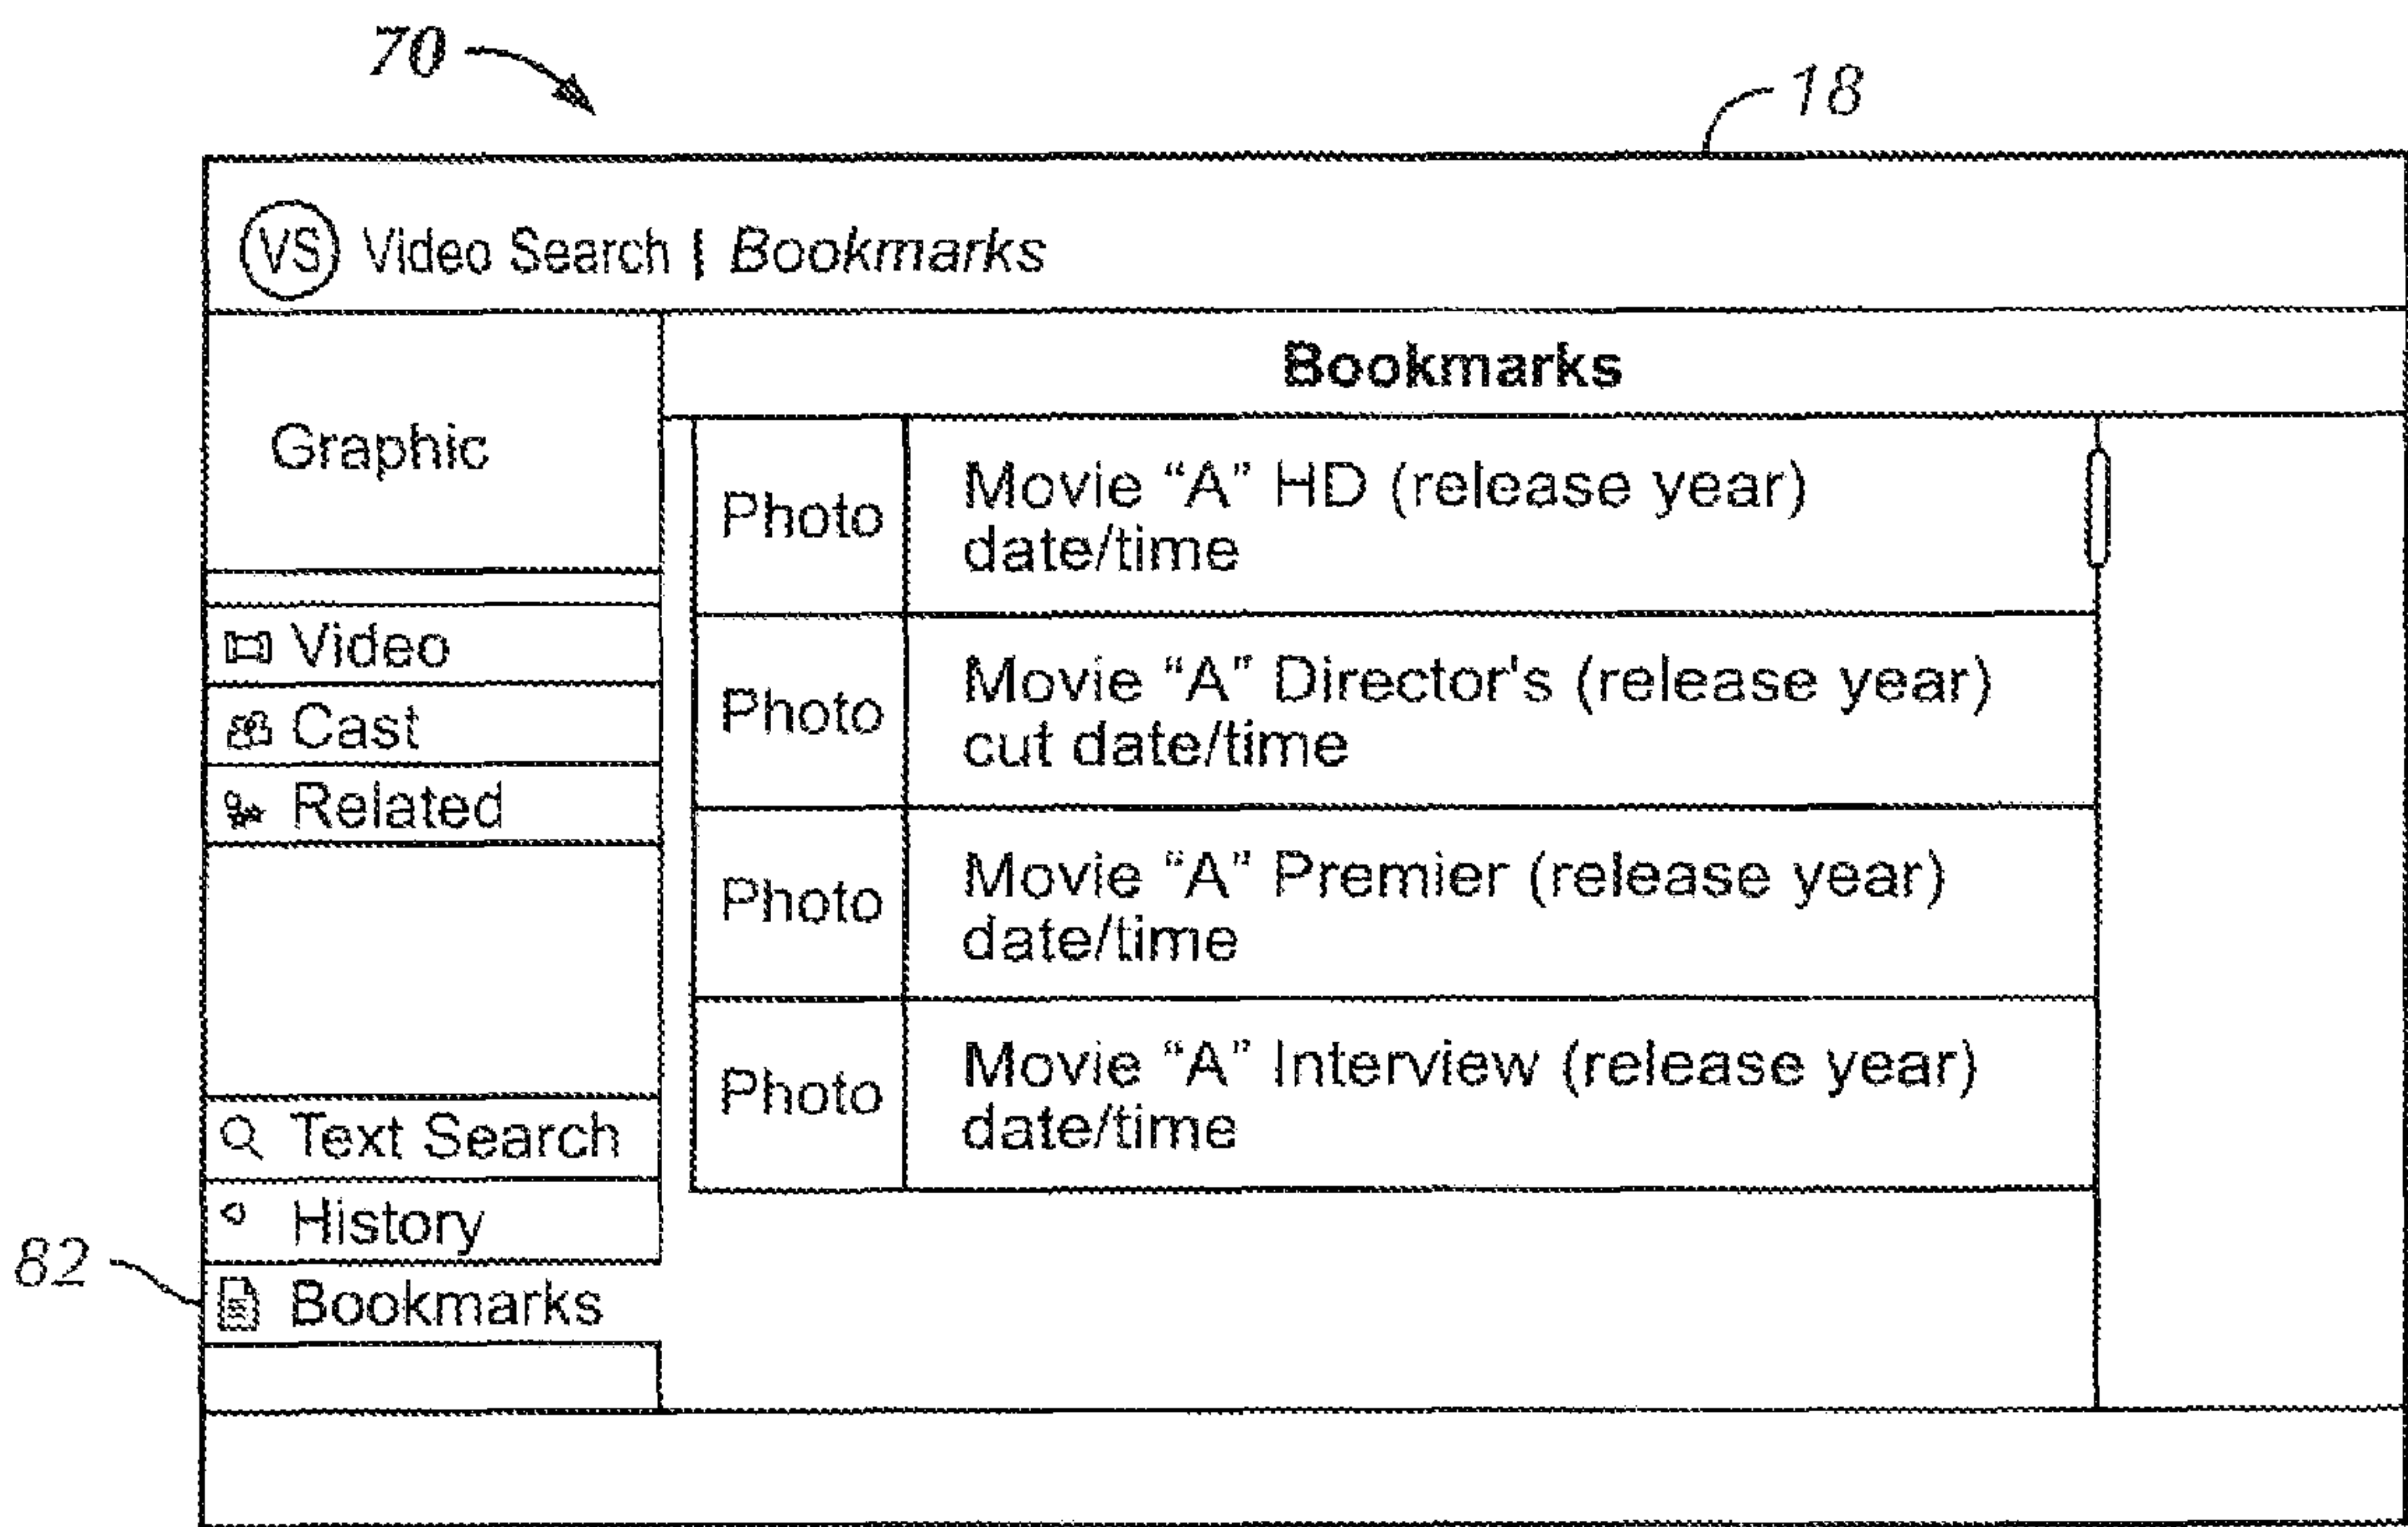 70
18
VS Video Search | Bookmarks
Graphic
Video
Cast
Related
Text Search
History
82
Bookmarks
Bookmarks
Photo
Movie “A” HD (release year)
date/time
Photo
Movie “A” Director's (release year)
cut date/time
Photo
Movie “A” Premier (release year)
date/time
Photo
Movie “A” Interview (release year)
date/time